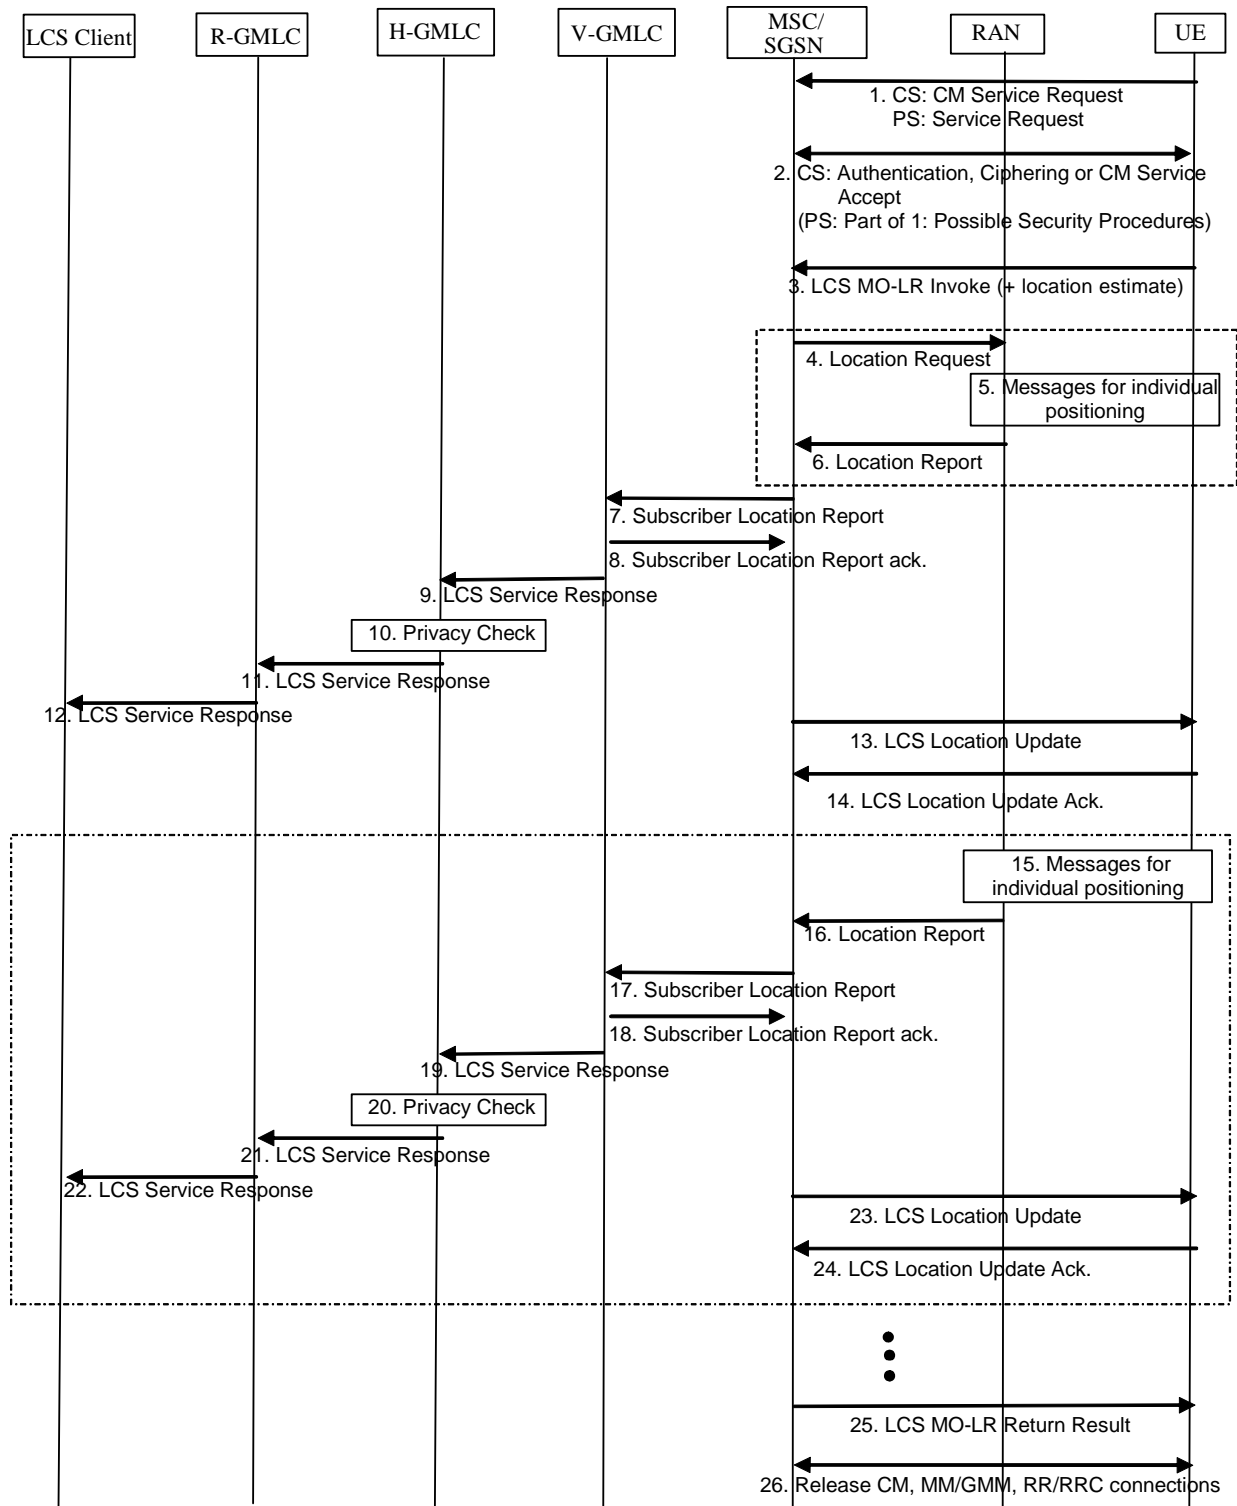 LCS Client
R-GMLC
H-GMLC
V-GMLC
MSC/
SGSN
RAN
UE
1. CS: CM Service Request
PS: Service Request
2. CS: Authentication, Ciphering or CM Service
Accept
(PS: Part of 1: Possible Security Procedures)
3. LCS MO-LR Invoke (+ location estimate)
4. Location Request
5. Messages for individual
positioning
6. Location Report
7. Subscriber Location Report
8. Subscriber Location Report ack.
9. LCS Service Response
10. Privacy Check
11. LCS Service Response
12. LCS Service Response
13. LCS Location Update
14. LCS Location Update Ack.
15. Messages for
individual positioning
16. Location Report
17. Subscriber Location Report
18. Subscriber Location Report ack.
19. LCS Service Response
20. Privacy Check
21. LCS Service Response
22. LCS Service Response
23. LCS Location Update
24. LCS Location Update Ack.
25. LCS MO-LR Return Result
26. Release CM, MM/GMM, RR/RRC connections